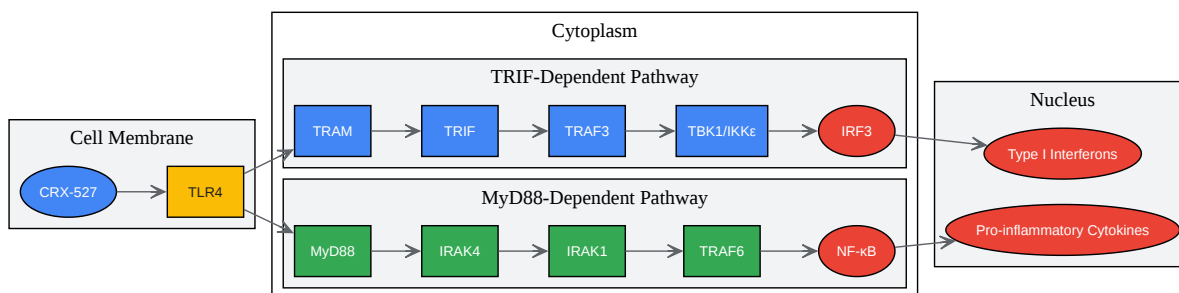 Cytoplasm
TRIF-Dependent Pathway
Nucleus
Cell Membrane
TRAM
TRIF
TRAF3
TBK1/IKKε
IRF3
Type I Interferons
CRX-527
TLR4
MyD88-Dependent Pathway
Pro-inflammatory Cytokines
MyD88
IRAK4
IRAK1
TRAF6
NF-κB